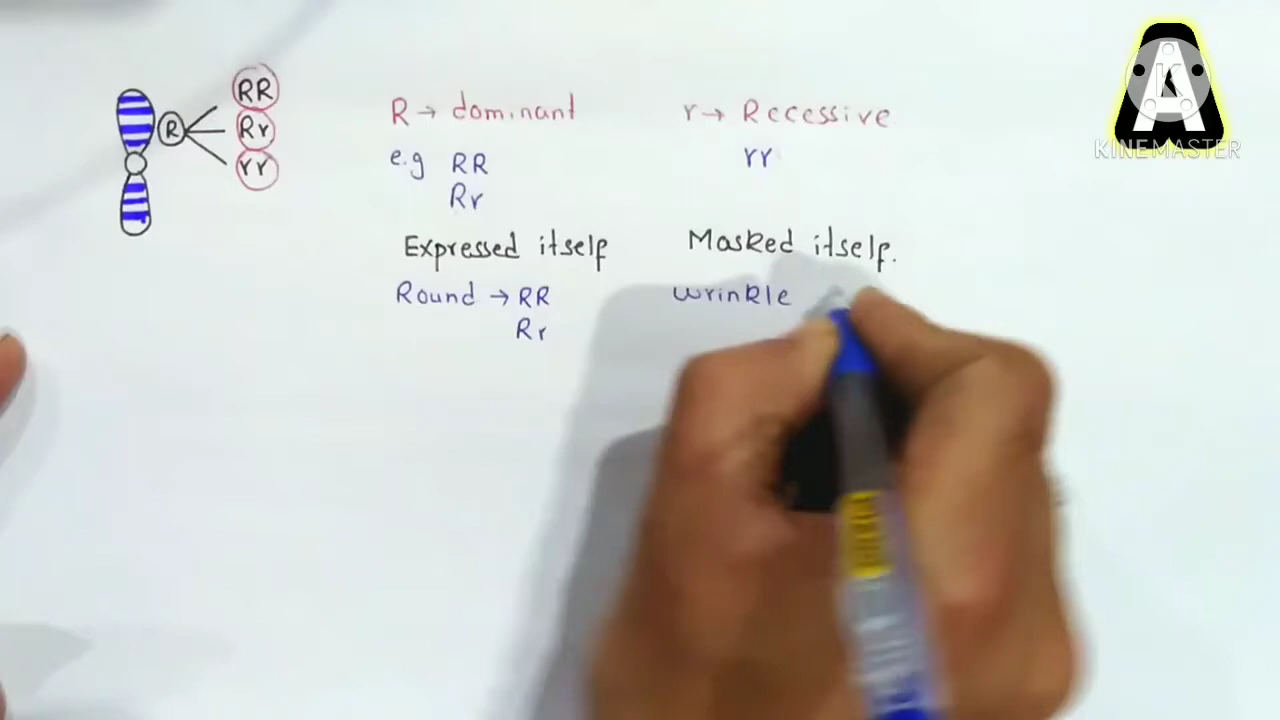 R
RR
Rr
rr
R → dominant
e.g RR
Rr
Expressed itself
Round → RR
Rr
r → Recessive
rr
Masked itself.
wrinkle
A
K
KINEMASTER